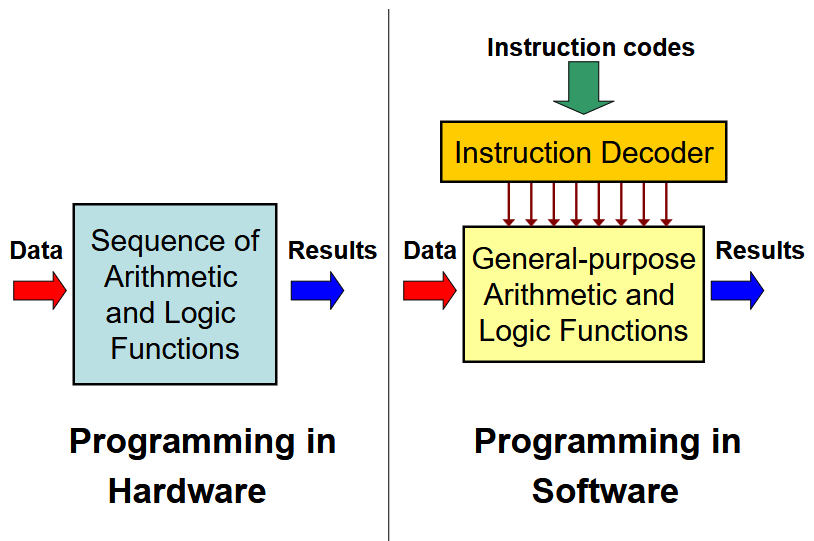 Data
Sequence of
Arithmetic
and Logic
Functions
Results
Programming in
Hardware
Instruction codes
Instruction Decoder
Data
General-purpose
Arithmetic and
Logic Functions
Results
Programming in
Software